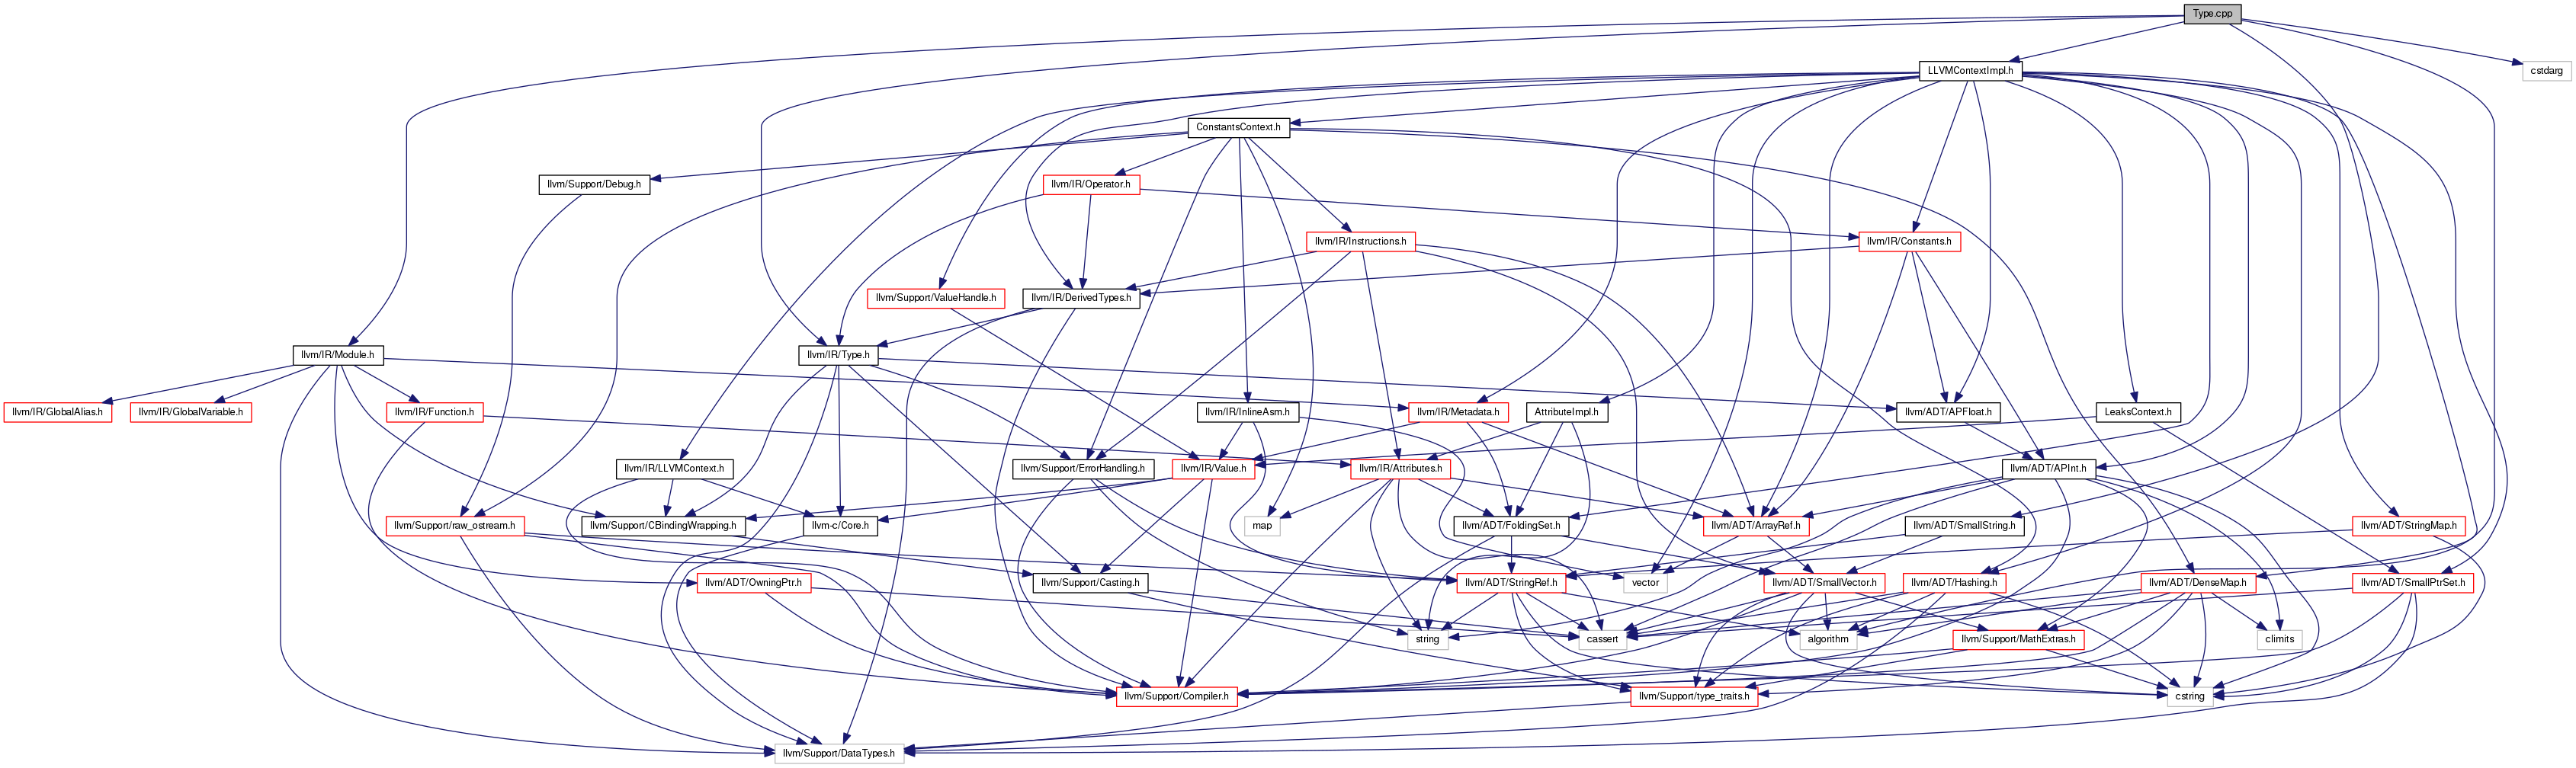 Type.cpp
LLVMContextImpl.h
cstdarg
ConstantsContext.h
llvm/Support/Debug.h
llvm/IR/Operator.h
llvm/IR/Instructions.h
llvm/IR/Constants.h
llvm/Support/ValueHandle.h
llvm/IR/DerivedTypes.h
llvm/IR/Module.h
llvm/IR/Type.h
llvm/IR/GlobalAlias.h
llvm/IR/GlobalVariable.h
llvm/IR/Function.h
llvm/IR/InlineAsm.h
llvm/IR/Metadata.h
AttributeImpl.h
llvm/ADT/APFloat.h
LeaksContext.h
llvm/IR/LLVMContext.h
llvm/Support/ErrorHandling.h
llvm/IR/Value.h
llvm/IR/Attributes.h
llvm/ADT/APInt.h
llvm/Support/raw_ostream.h
llvm/Support/CBindingWrapping.h
llvm-c/Core.h
map
llvm/ADT/FoldingSet.h
llvm/ADT/ArrayRef.h
llvm/ADT/SmallString.h
llvm/ADT/StringMap.h
llvm/ADT/OwningPtr.h
llvm/Support/Casting.h
llvm/ADT/StringRef.h
vector
llvm/ADT/SmallVector.h
llvm/ADT/Hashing.h
llvm/ADT/DenseMap.h
llvm/ADT/SmallPtrSet.h
string
cassert
algorithm
llvm/Support/MathExtras.h
climits
llvm/Support/Compiler.h
llvm/Support/type_traits.h
cstring
llvm/Support/DataTypes.h